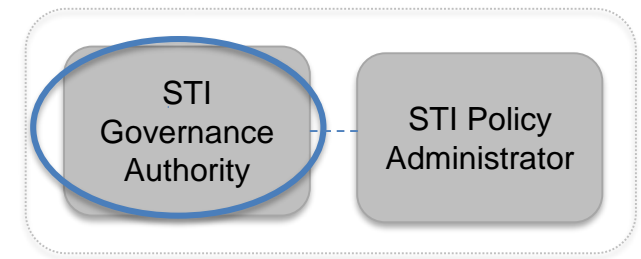 STI
Governance
Authority
STI Policy
Administrator